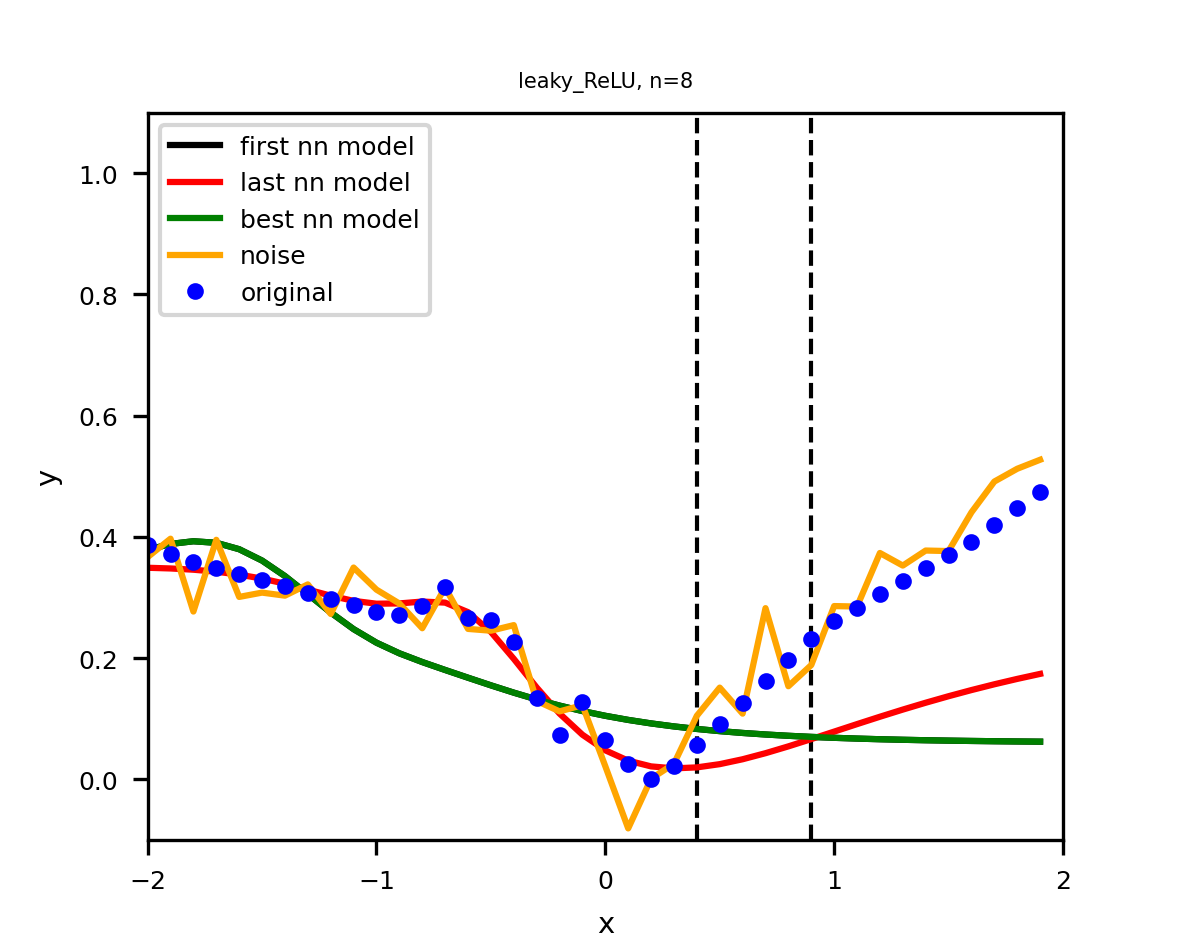 leaky_ReLU, n=8
first nn model
last nn model
best nn model
noise
original
1.0
0.8
0.6
0.4
0.2
0.0
y
−2
−1
0
1
2
x